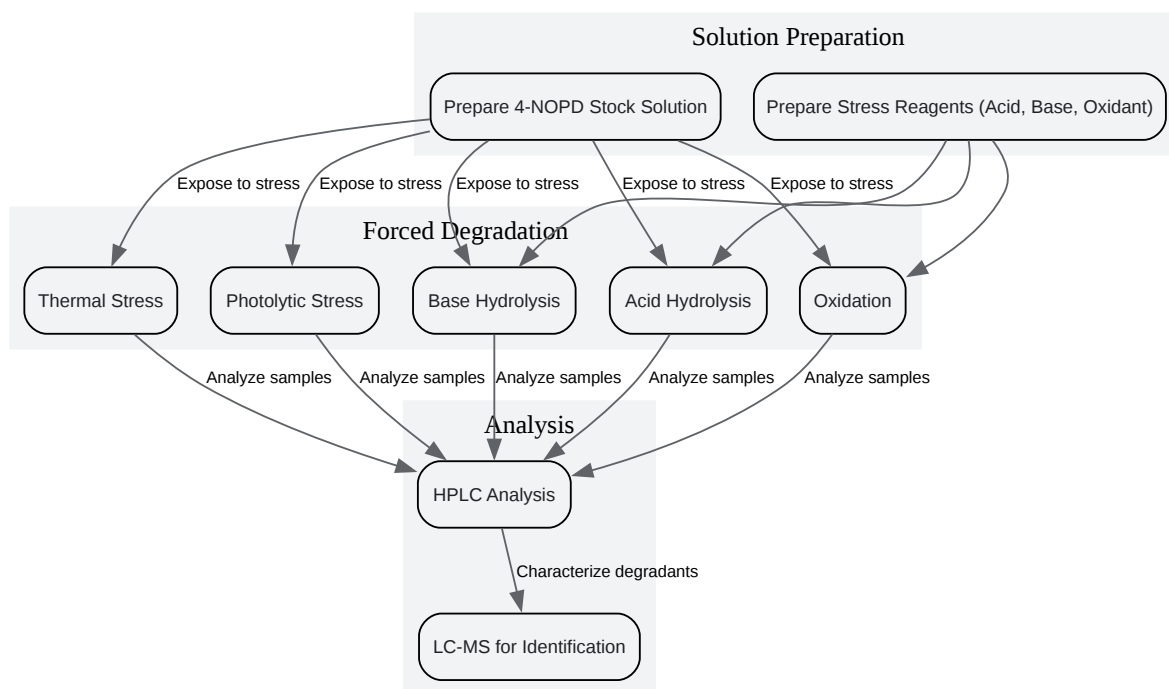 Solution Preparation
Prepare 4-NOPD Stock Solution
Prepare Stress Reagents (Acid, Base, Oxidant)
Expose to stress
Expose to stress
Expose to stress
Expose to stress
Expose to stress
Forced Degradation
Thermal Stress
Photolytic Stress
Base Hydrolysis
Acid Hydrolysis
Oxidation
Analyze samples
Analyze samples
Analyze samples
Analyze samples
Analyze samples
Analysis
HPLC Analysis
Characterize degradants
LC-MS for Identification